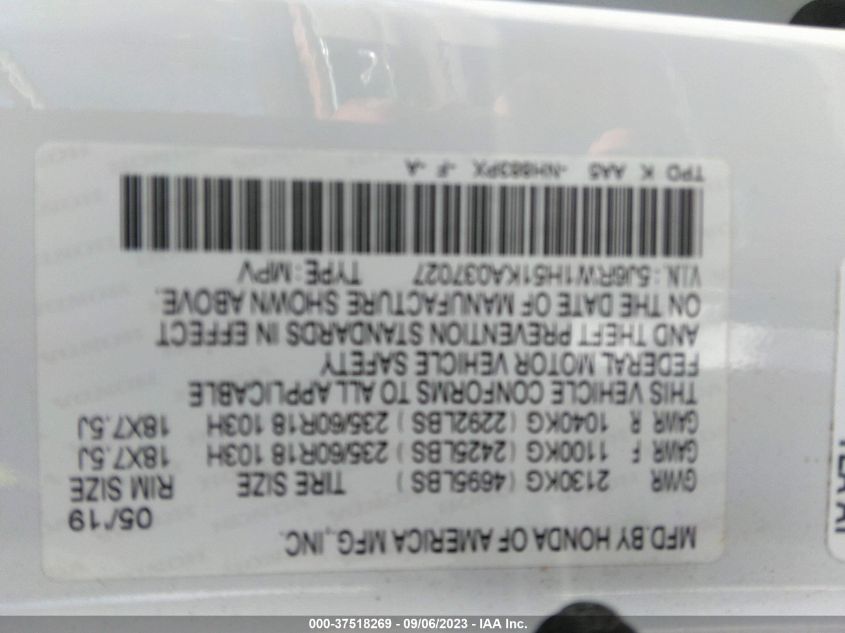 MFD.BY HONDA OF AMERICA MFG.,INC.
05/19
GVWR 2130KG ( 4695LBS ) TIRE SIZE RIM SIZE
GAWR F 1100KG ( 2425LBS ) 235/60R18 103H 18X7.5J
GAWR R 1040KG ( 2292LBS ) 235/60R18 103H 18X7.5J
THIS VEHICLE CONFORMS TO ALL APPLICABLE
FEDERAL MOTOR VEHICLE SAFETY
AND THEFT PREVENTION STANDARDS IN EFFECT
ON THE DATE OF MANUFACTURE SHOWN ABOVE.
VIN: 5J6RW1H51KA037027 TYPE: MPV
TPD K AA5 -NH883PX -F -A
000-37518269 - 09/06/2023 - IAA Inc.